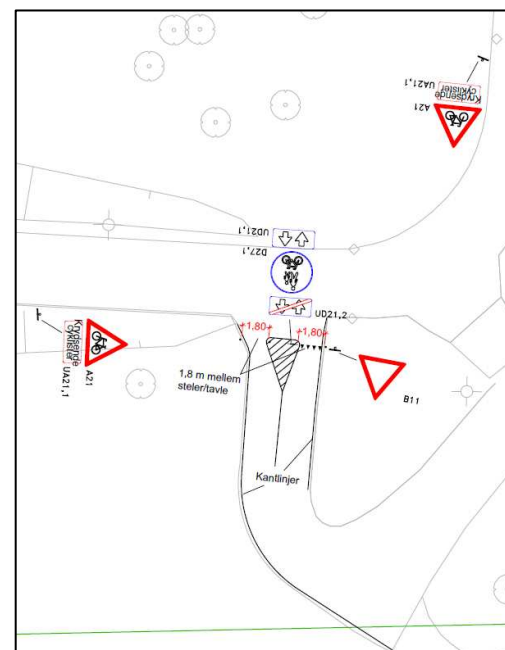 Krydsende
cyklister
UA21,1
A21
UD21,1
D27,1
UD21,2
1,80
1,80
Krydsende
cyklister
A21
UA21,1
1,8 m mellem
steler/tavle
B11
Kantlinjer